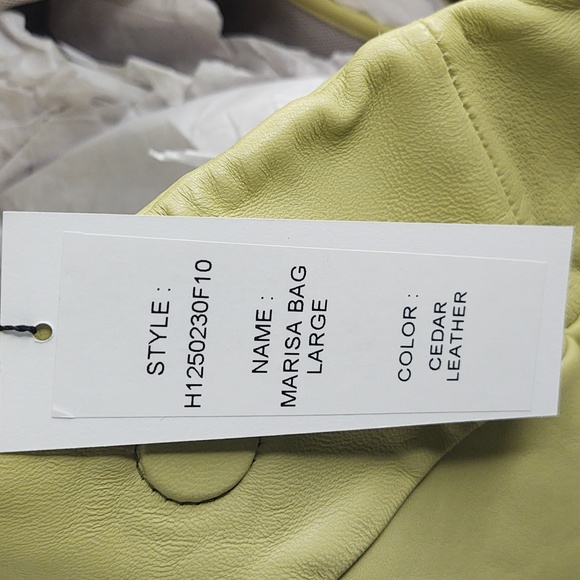 STYLE :
H1250230F10
NAME :
MARISA BAG
LARGE
COLOR :
CEDAR
LEATHER